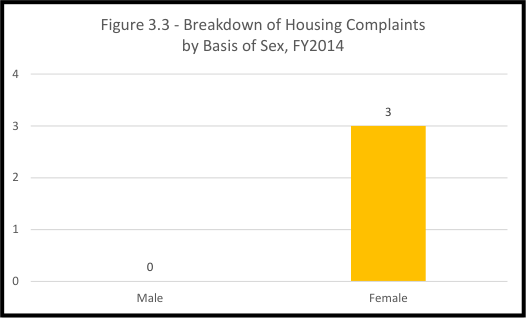 Figure 3.3 - Breakdown of Housing Complaints
by Basis of Sex, FY2014
4
3
3
2
1
0
0
Male Female